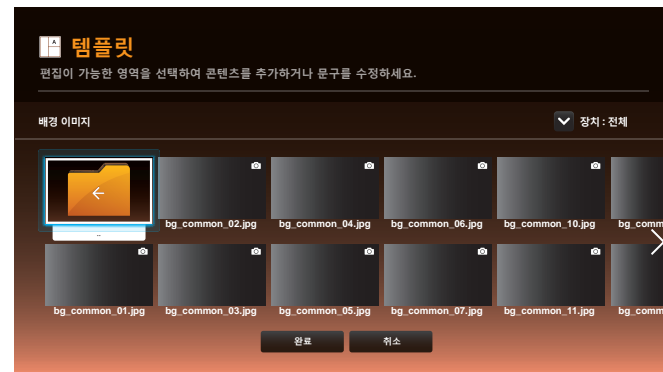 템플릿
편집이 가능한 영역을 선택하여 콘텐츠를 추가하거나 문구를 수정하세요.
배경 이미지
장치 : 전체
..
bg_common_02.jpg
bg_common_04.jpg
bg_common_06.jpg
bg_common_10.jpg
bg_comm
bg_common_01.jpg
bg_common_03.jpg
bg_common_05.jpg
bg_common_07.jpg
bg_common_11.jpg
bg_comm
완료
취소